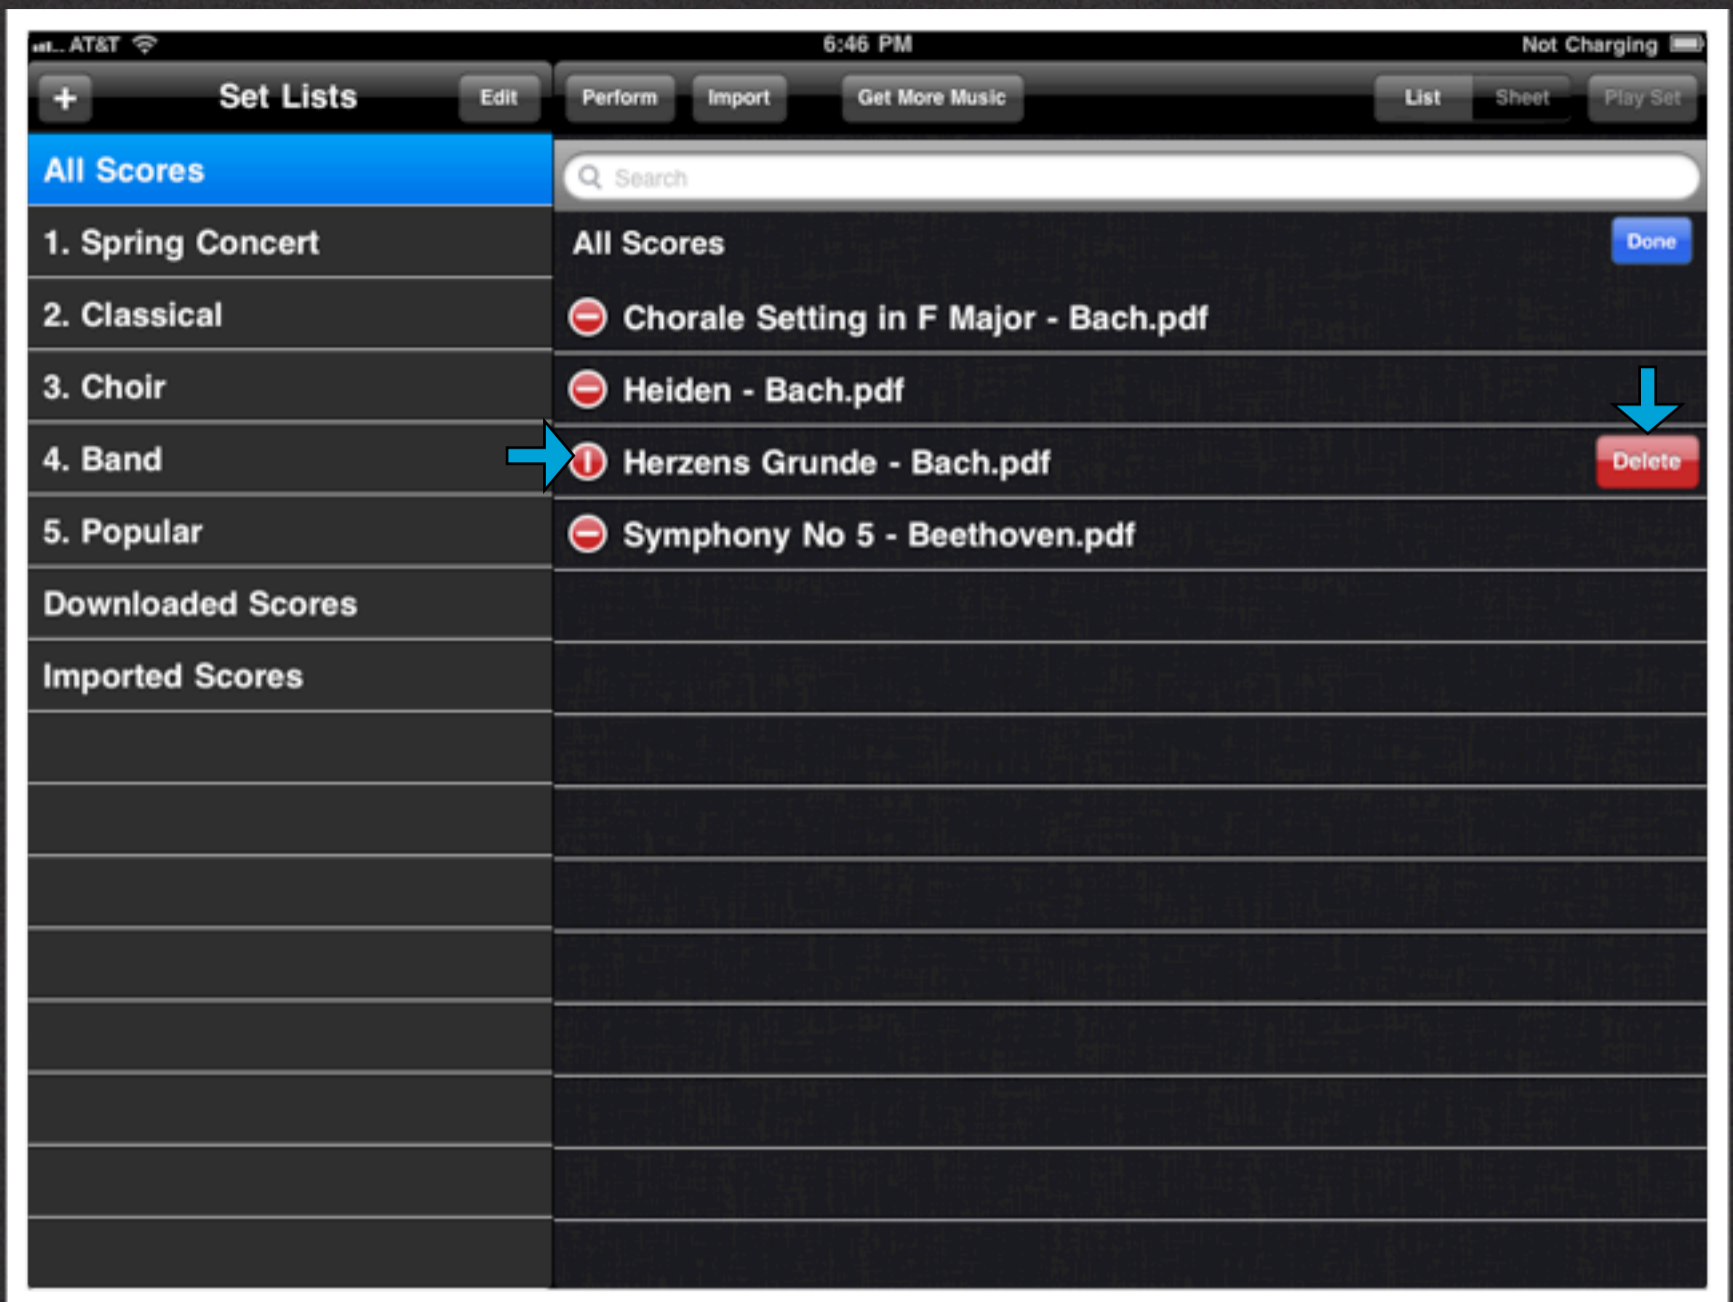 AT&T 6:46 PM Not Charging
+ Set Lists Edit Perform Import Get More Music List Sheet Play Set
All Scores
1. Spring Concert
2. Classical
3. Choir
4. Band
5. Popular
Downloaded Scores
Imported Scores
Search
All Scores Done
Chorale Setting in F Major - Bach.pdf
Heiden - Bach.pdf
Herzens Grunde - Bach.pdf Delete
Symphony No 5 - Beethoven.pdf